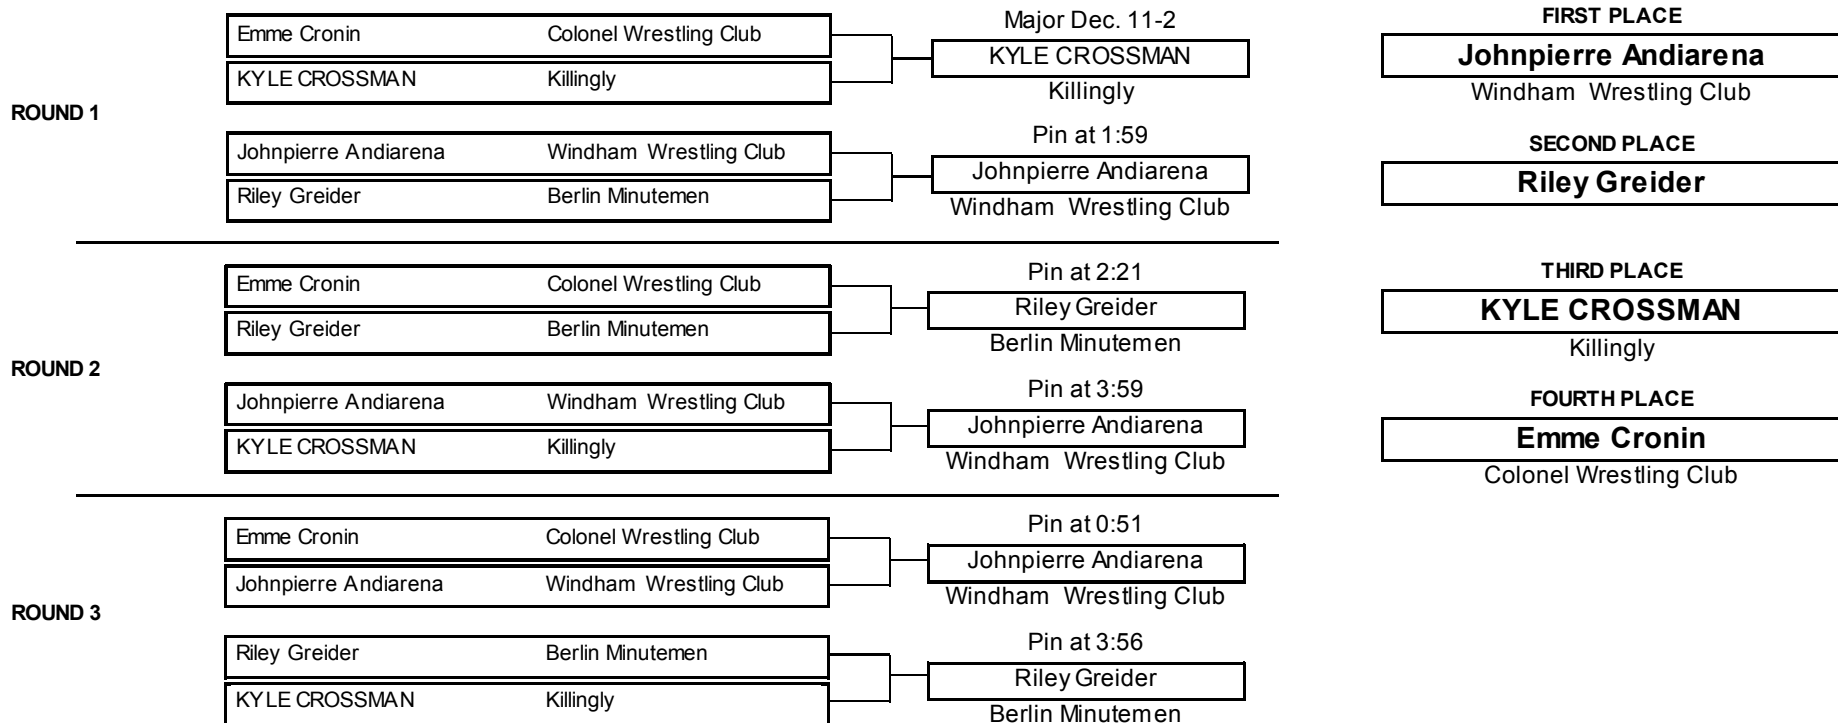 Major Dec. 11-2
FIRST PLACE
Emme Cronin Colonel Wrestling Club
KYLE CROSSMAN
Johnpierre Andiarena
KYLE CROSSMAN Killingly
Killingly
Windham Wrestling Club
ROUND 1
Pin at 1:59
SECOND PLACE
Johnpierre Andiarena Windham Wrestling Club
Johnpierre Andiarena
Riley Greider
Riley Greider Berlin Minutemen
Windham Wrestling Club
Pin at 2:21
THIRD PLACE
Emme Cronin Colonel Wrestling Club
Riley Greider
KYLE CROSSMAN
Riley Greider Berlin Minutemen
Berlin Minutemen
Killingly
ROUND 2
Pin at 3:59
FOURTH PLACE
Johnpierre Andiarena Windham Wrestling Club
Johnpierre Andiarena
Emme Cronin
KYLE CROSSMAN Killingly
Windham Wrestling Club
Colonel Wrestling Club
Pin at 0:51
Emme Cronin Colonel Wrestling Club
Johnpierre Andiarena
Johnpierre Andiarena Windham Wrestling Club
Windham Wrestling Club
ROUND 3
Pin at 3:56
Riley Greider Berlin Minutemen
Riley Greider
KYLE CROSSMAN Killingly
Berlin Minutemen